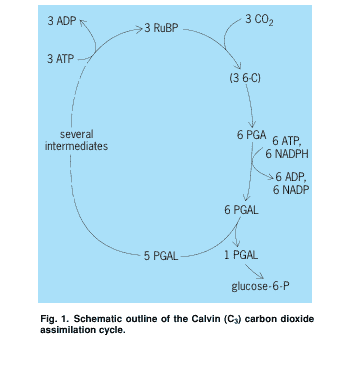 3 ADP
3 RuBP
3 CO₂
3 ATP
(3 6-C)
several
intermediates
6 PGA
6 ATP,
6 NADPH
6 ADP,
6 NADP
6 PGAL
5 PGAL
1 PGAL
glucose-6-P
Fig. 1. Schematic outline of the Calvin (C₃) carbon dioxide
assimilation cycle.